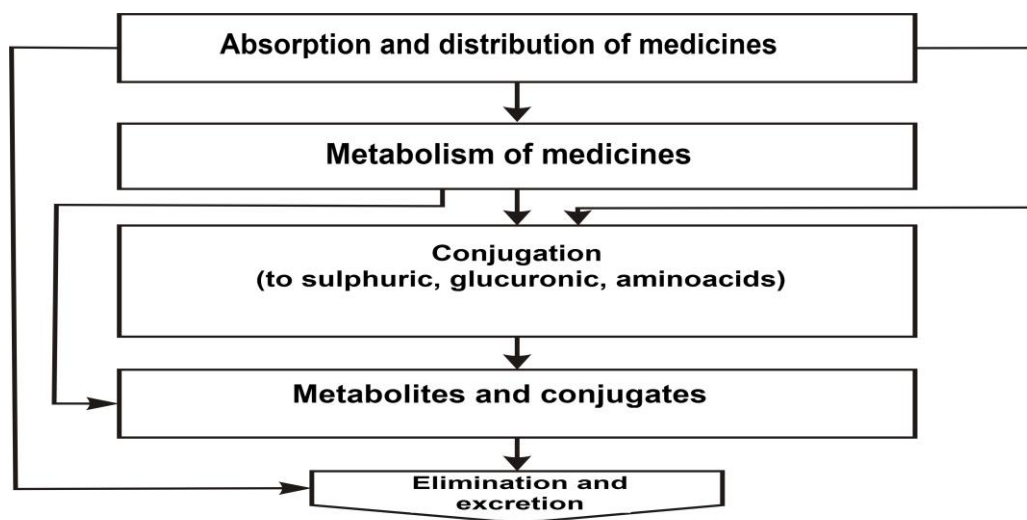 Absorption and distribution of medicines
Metabolism of medicines
Conjugation
(to sulphuric, glucuronic, aminoacids)
Metabolites and conjugates
Elimination and
excretion